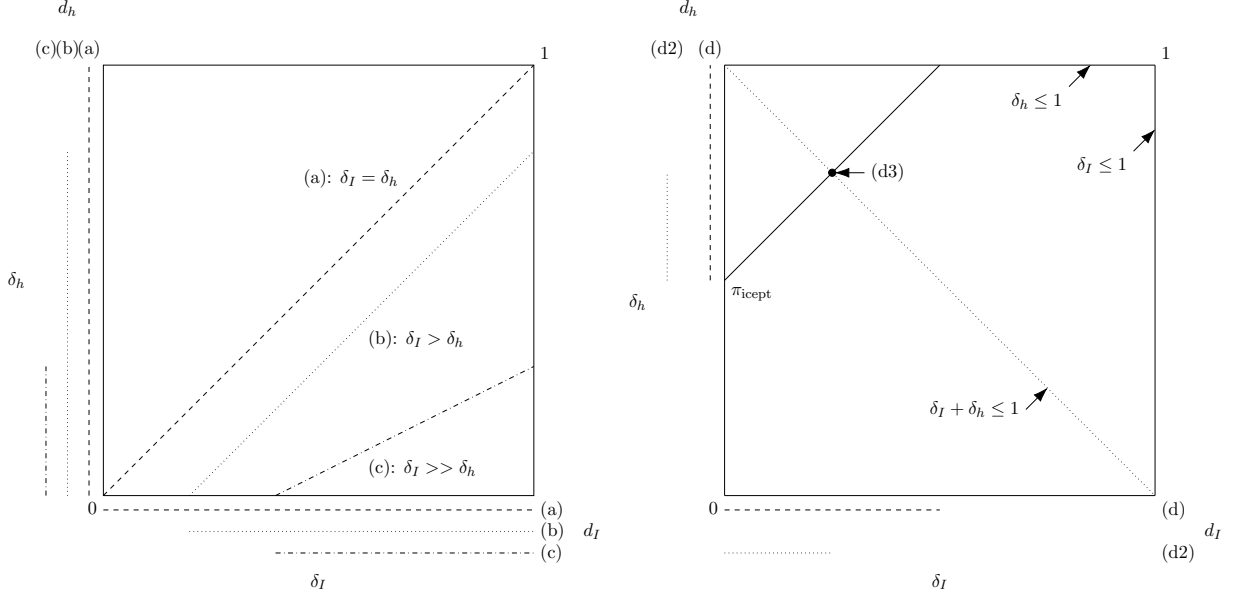 d_h
(c)(b)(a)
1
(a): δ_I = δ_h
δ_h
(b): δ_I > δ_h
(c): δ_I >> δ_h
0
(a)
(b)
d_I
(c)
δ_I
d_h
(d2)
(d)
1
δ_h ≤ 1
δ_I ≤ 1
(d3)
π_icept
δ_h
δ_I + δ_h ≤ 1
0
(d)
d_I
(d2)
δ_I